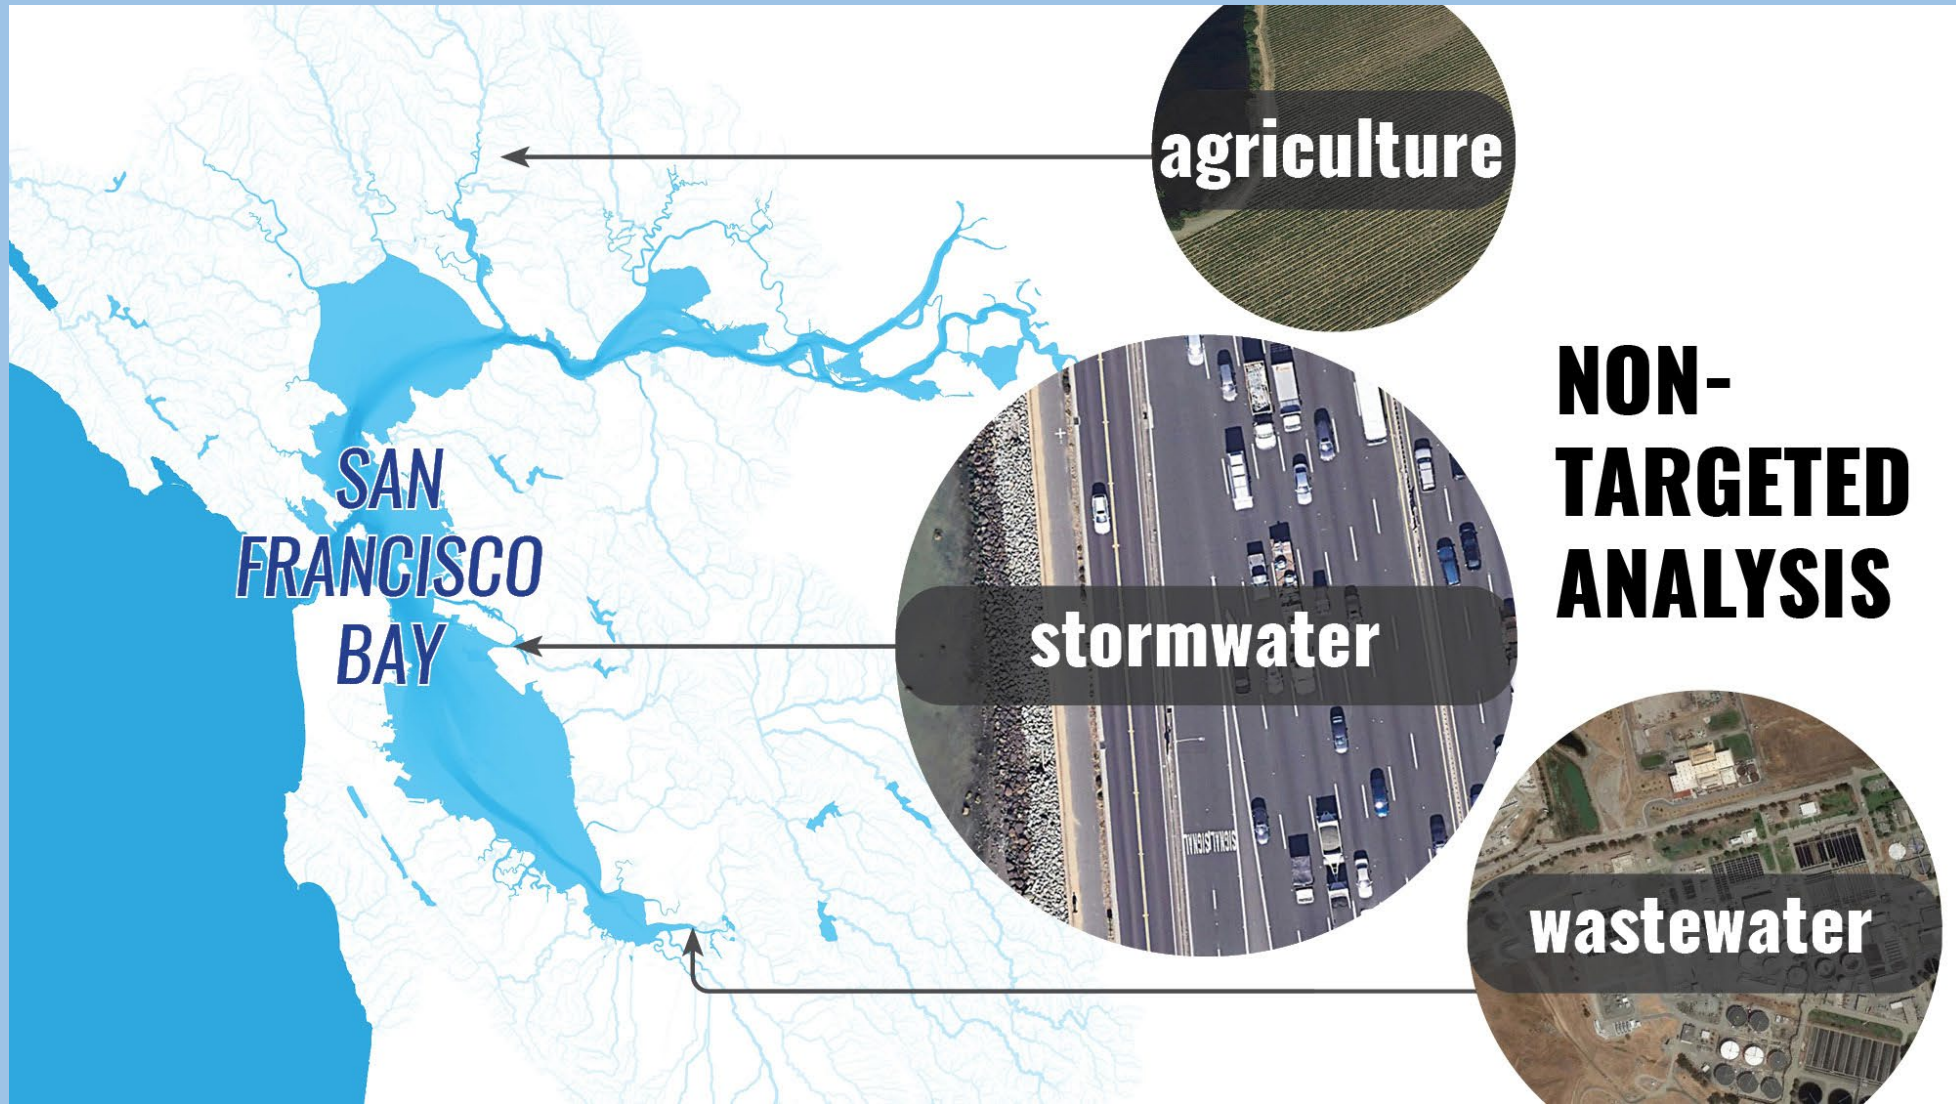 agriculture
SAN
FRANCISCO
BAY
NON-
TARGETED
ANALYSIS
stormwater
wastewater